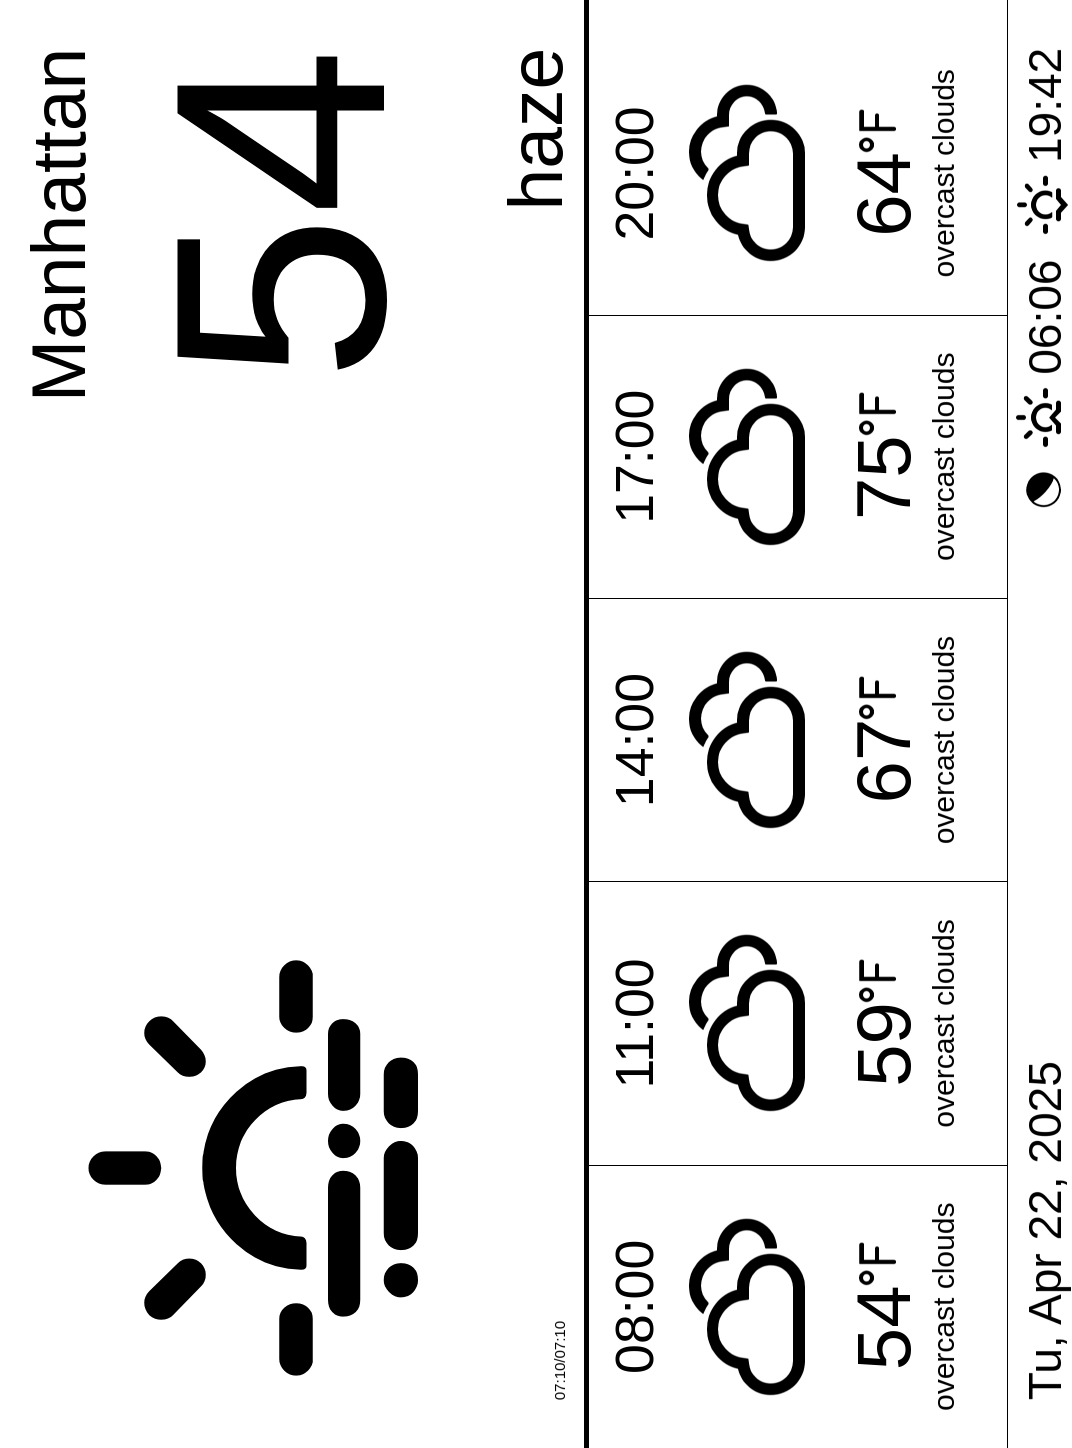 Manhattan
54
haze
07:10/07:10
08:00 11:00 14:00 17:00 20:00
54°F 59°F 67°F 75°F 64°F
overcast clouds overcast clouds overcast clouds overcast clouds overcast clouds
Tu, Apr 22, 2025 06:06 19:42